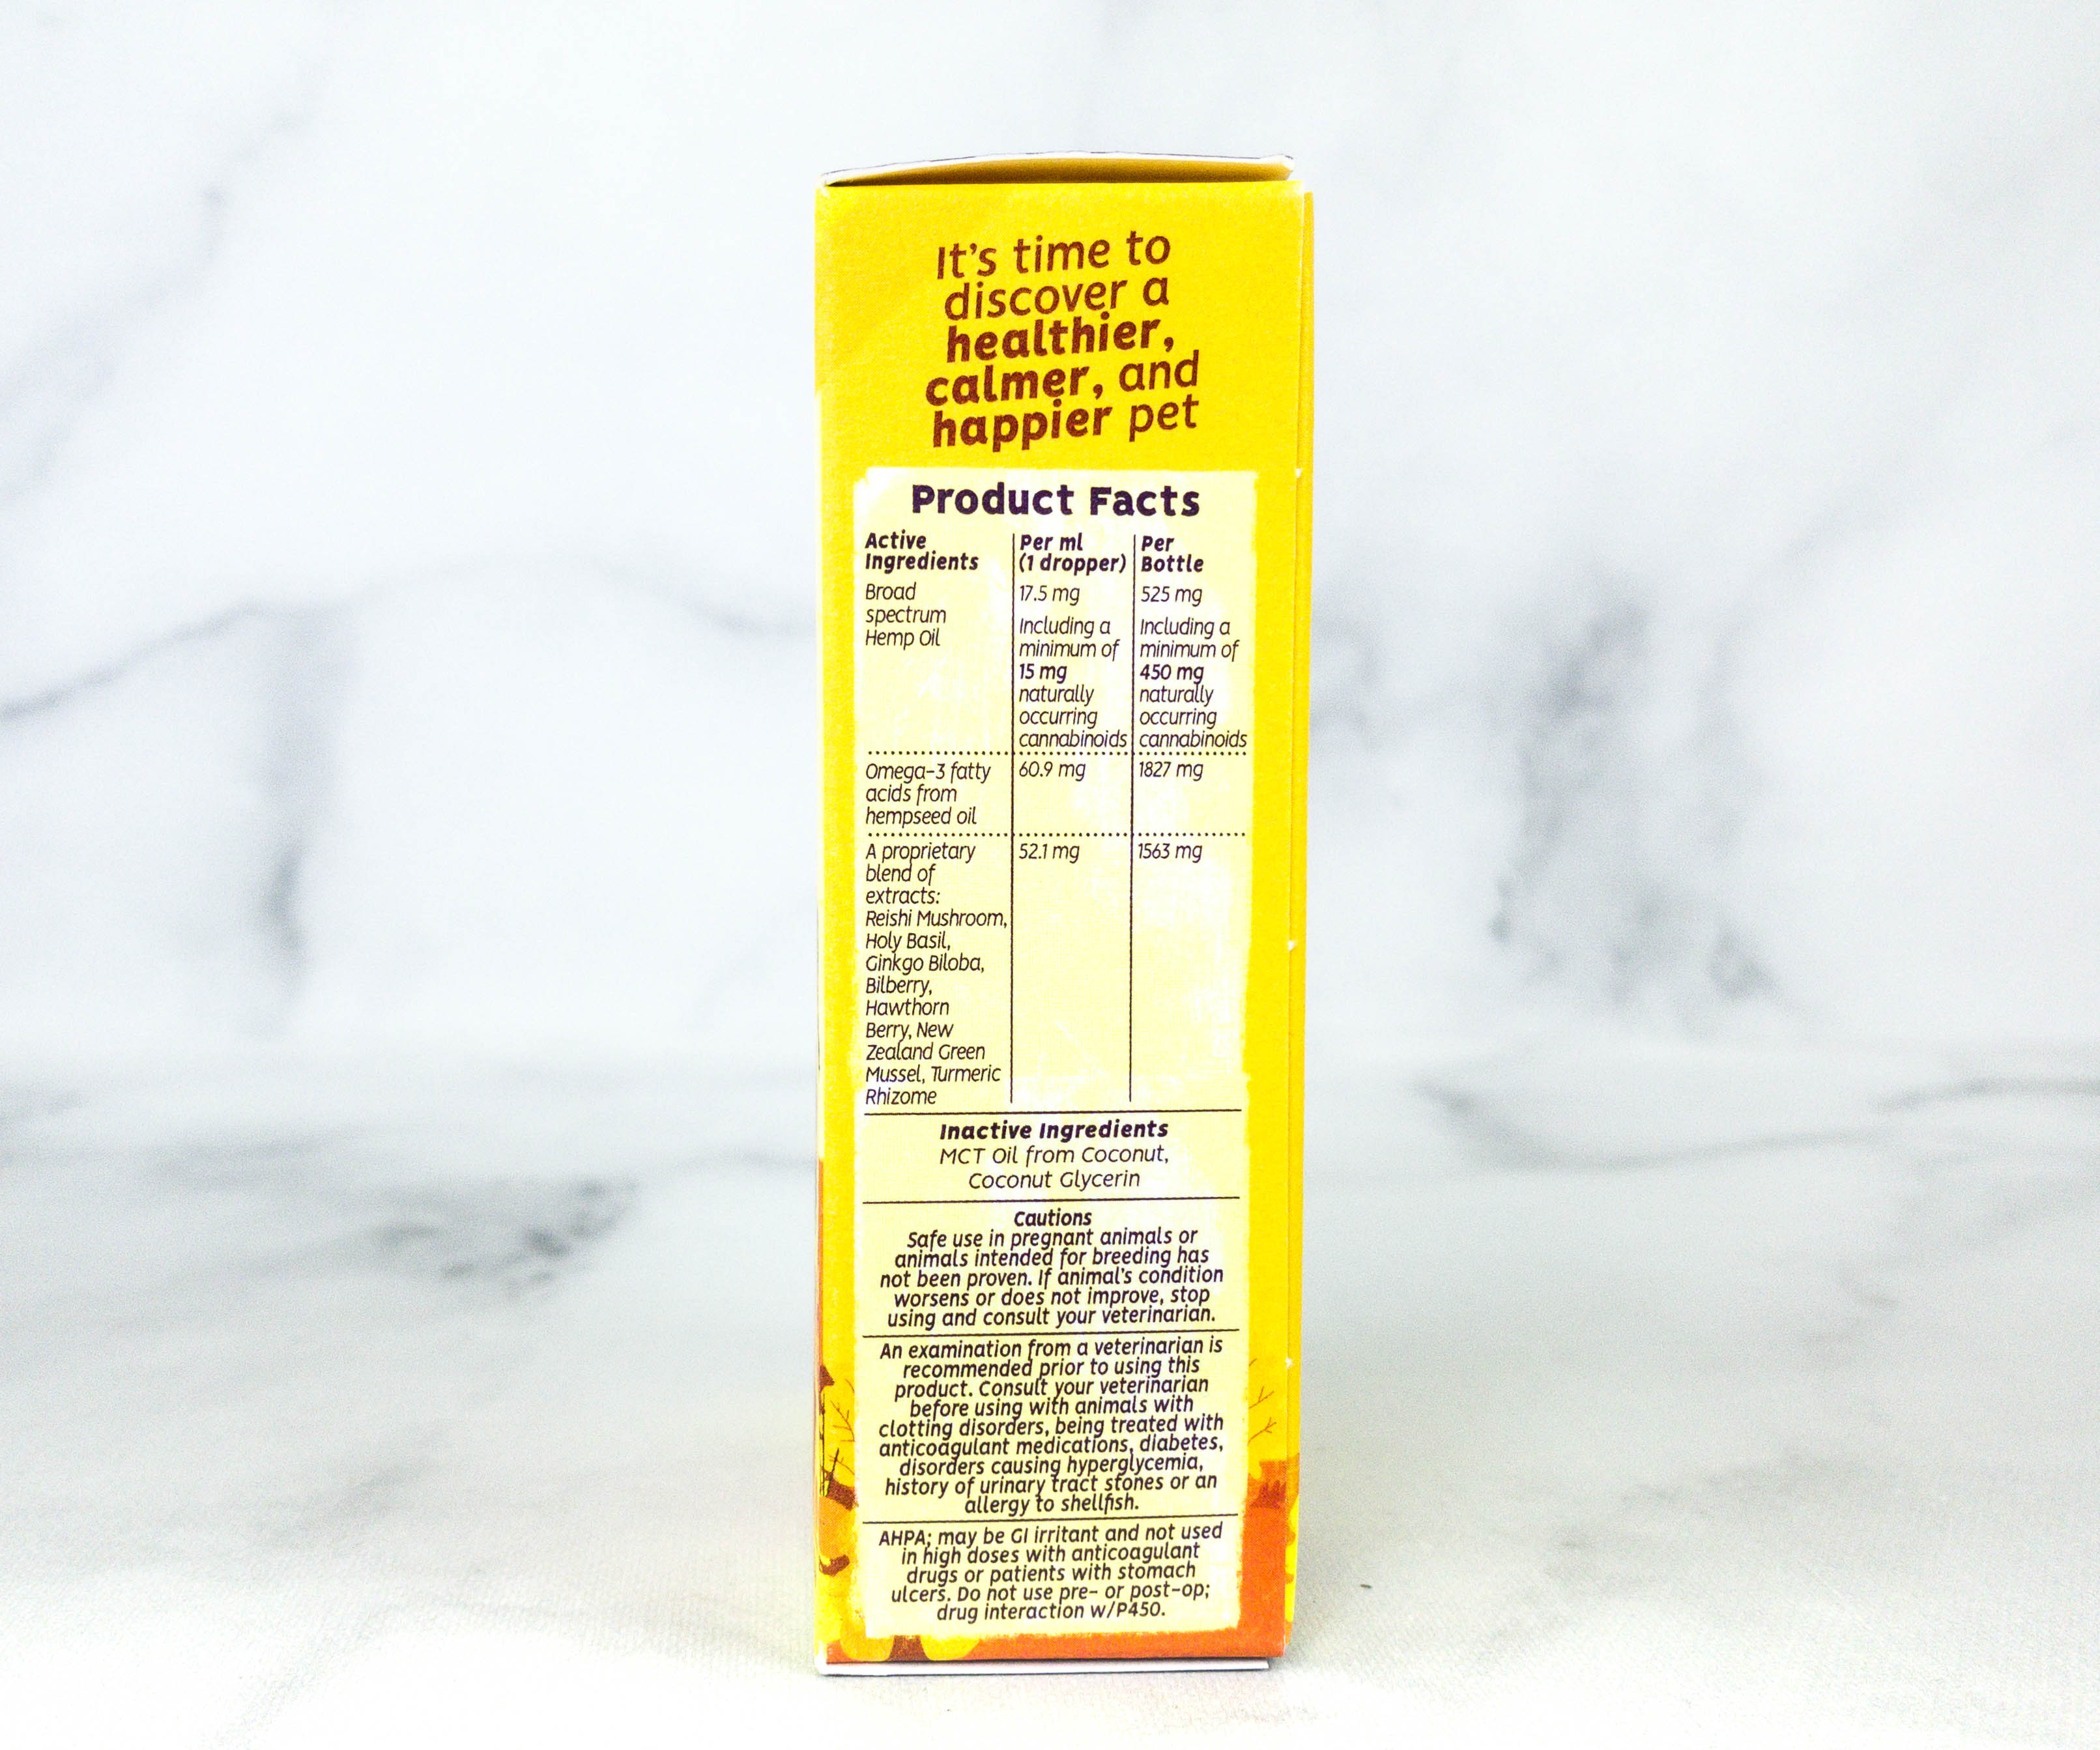 It's time to
discover a
healthier,
calmer, and
happier pet
Product Facts
Active Ingredients
Per ml (1 dropper)
Per Bottle
Broad
spectrum
Hemp Oil
17.5 mg
Including a
minimum of
15 mg
naturally
occurring
cannabinoids
525 mg
Including a
minimum of
450 mg
naturally
occurring
cannabinoids
Omega-3 fatty
acids from
hempseed oil
60.9 mg
1827 mg
A proprietary
blend of
extracts:
Reishi Mushroom,
Holy Basil,
Ginkgo Biloba,
Bilberry,
Hawthorn
Berry, New
Zealand Green
Mussel, Turmeric
Rhizome
52.1 mg
1563 mg
Inactive Ingredients
MCT Oil from Coconut,
Coconut Glycerin
Cautions
Safe use in pregnant animals or
animals intended for breeding has
not been proven. If animal's condition
worsens or does not improve, stop
using and consult your veterinarian.
An examination from a veterinarian is
recommended prior to using this
product. Consult your veterinarian
before using with animals with
clotting disorders, being treated with
anticoagulant medications, diabetes,
disorders causing hyperglycemia,
history of urinary tract stones or an
allergy to shellfish.
AHPA; may be GI irritant and not used
in high doses with anticoagulant
drugs or patients with stomach
ulcers. Do not use pre- or post-op;
drug interaction w/P450.